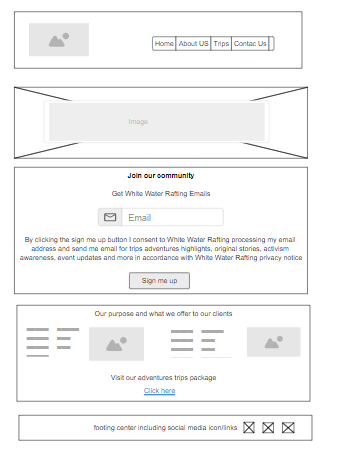 Home About US Trips Contac Us
Image
Join our community
Get White Water Rafting Emails
Email
By clicking the sign me up button I consent to White Water Rafting processing my email
address and send me email for trips adventures highlights, original stories, activism
awareness, event updates and more in accordance with White Water Rafting privacy notice
Sign me up
Our purpose and what we offer to our clients
Visit our adventures trips package
Click here
footing center including social media icon/links